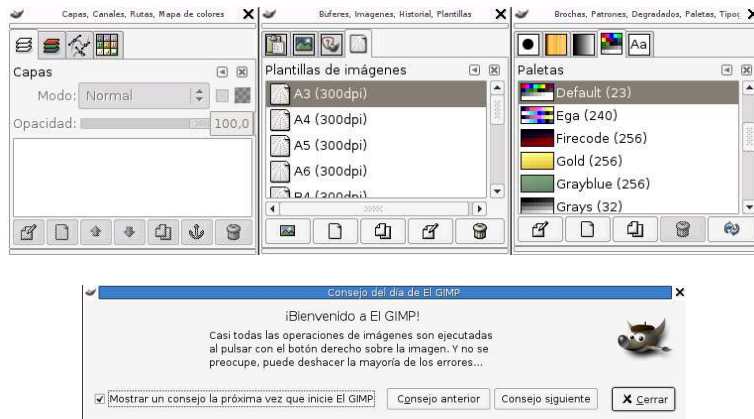 Capas, Canales, Rutas, Mapa de colores
Capas
Modo: Normal
Opacidad: 100,0
Búferes, Imagenes, Historial, Plantillas
Plantillas de imágenes
A3 (300dpi)
A4 (300dpi)
A5 (300dpi)
A6 (300dpi)
B4 (300dpi)
Brochas, Patrones, Degradados, Paletas,
Aa
Paletas
Default (23)
Ega (240)
Firecode (256)
Gold (256)
Grayblue (256)
Grays (32)
Consejo del día de El GIMP
¡Bienvenido a El GIMP!
Casi todas las operaciones de imágenes son ejecutadas
al pulsar con el botón derecho sobre la imagen. Y no se
preocupe, puede deshacer la mayoría de los errores...
Mostrar un consejo la próxima vez que inicie El GIMP
Consejo anterior
Consejo siguiente
Cerrar